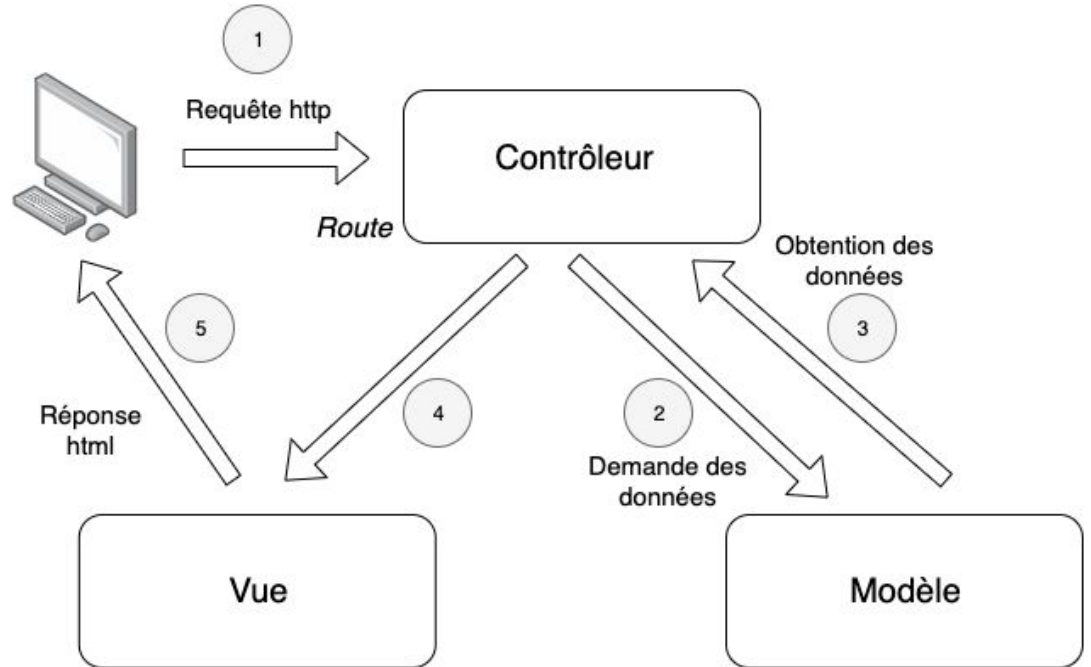 1
Requête http
Contrôleur
Route
Obtention des
données
3
5
4
2
Réponse
html
Demande des
données
Vue
Modèle